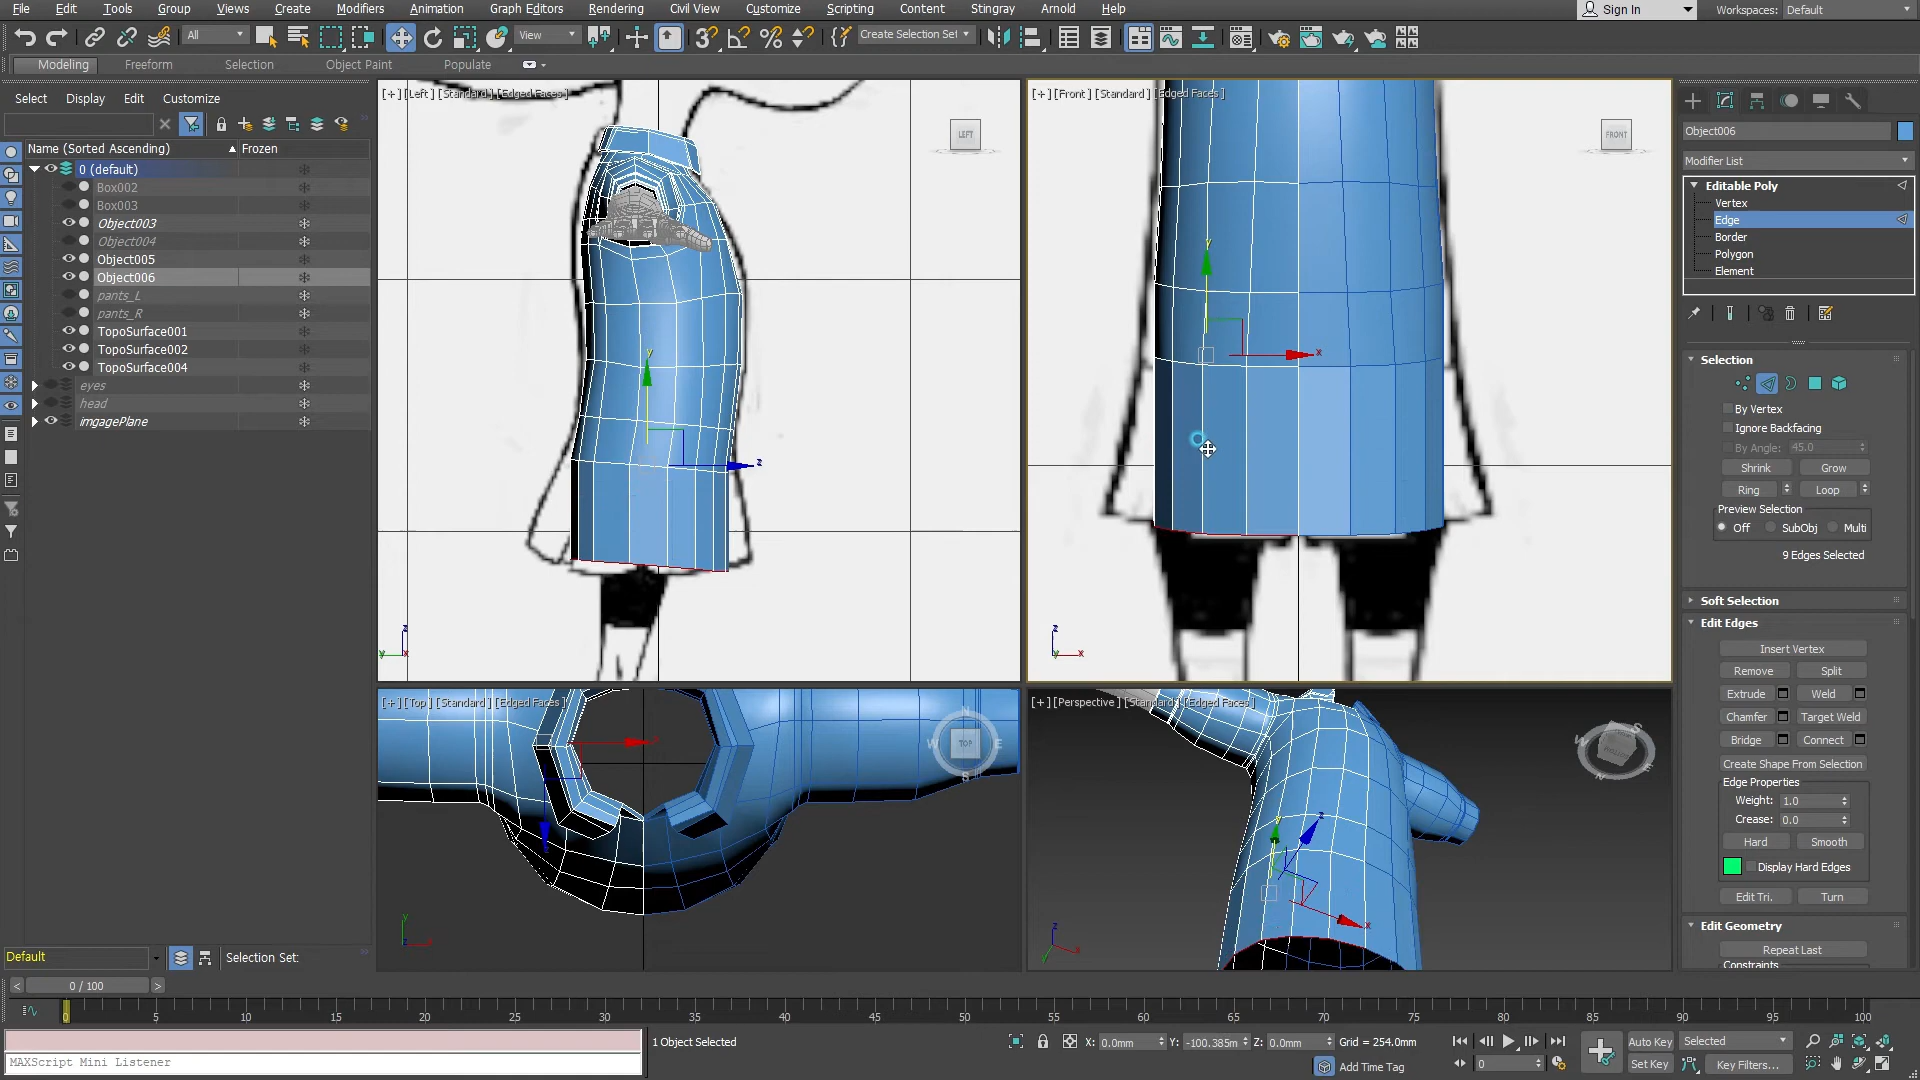 File Edit Tools Group Views Create Modifiers Animation Graph Editors Rendering Civil View Customize Scripting Content Stingray Arnold Help
Sign In
Workspaces: Default
All
View
Create Selection Set
Modeling Freeform Selection Object Paint Populate
Select Display Edit Customize
Name (Sorted Ascending) Frozen
0 (default)
Box002
Box003
Object003
Object004
Object005
Object006
pants_L
pants_R
TopoSurface001
TopoSurface002
TopoSurface004
eyes
head
imgagePlane
Default
Selection Set:
[+] [Left] [Standard] [Edged Faces]
LEFT
[+] [Front] [Standard] [Edged Faces]
FRONT
[+] [Top] [Standard] [Edged Faces]
TOP
[+] [Perspective] [Standard] [Edged Faces]
Object006
Modifier List
Editable Poly
Vertex
Edge
Border
Polygon
Element
Selection
By Vertex
Ignore Backfacing
By Angle: 45.0
Shrink Grow
Ring Loop
Preview Selection
Off SubObj Multi
9 Edges Selected
Soft Selection
Edit Edges
Insert Vertex
Remove Split
Extrude Weld
Chamfer Target Weld
Bridge Connect
Create Shape From Selection
Edge Properties
Weight: 1.0
Crease: 0.0
Hard Smooth
Display Hard Edges
Edit Tri. Turn
Edit Geometry
Repeat Last
Constraints
0 / 100
0 5 10 15 20 25 30 35 40 45 50 55 60 65 70 75 80 85 90 95 100
MAXScript Mini Listener
1 Object Selected
X: 0.0mm Y: -100.385m Z: 0.0mm Grid = 254.0mm
Add Time Tag
0
Auto Key Selected
Set Key Key Filters...